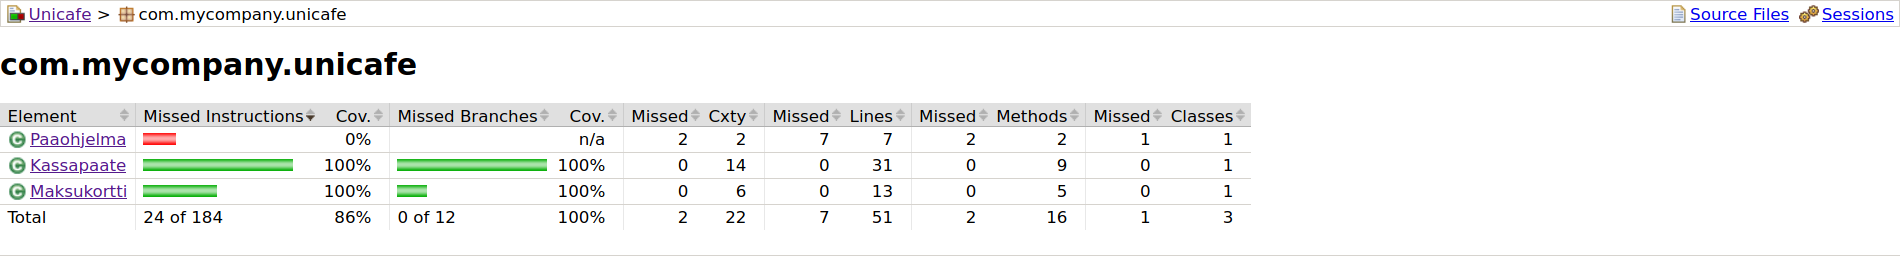 Unicafe > com.mycompany.unicafe Source Files Sessions
com.mycompany.unicafe
Element Missed Instructions Cov. Missed Branches Cov. Missed Cxty Missed Lines Missed Methods Missed Classes
Paaohjelma 0% n/a 2 2 7 7 2 2 1 1
Kassapaate 100% 100% 0 14 0 31 0 9 0 1
Maksukortti 100% 100% 0 6 0 13 0 5 0 1
Total 24 of 184 86% 0 of 12 100% 2 22 7 51 2 16 1 3